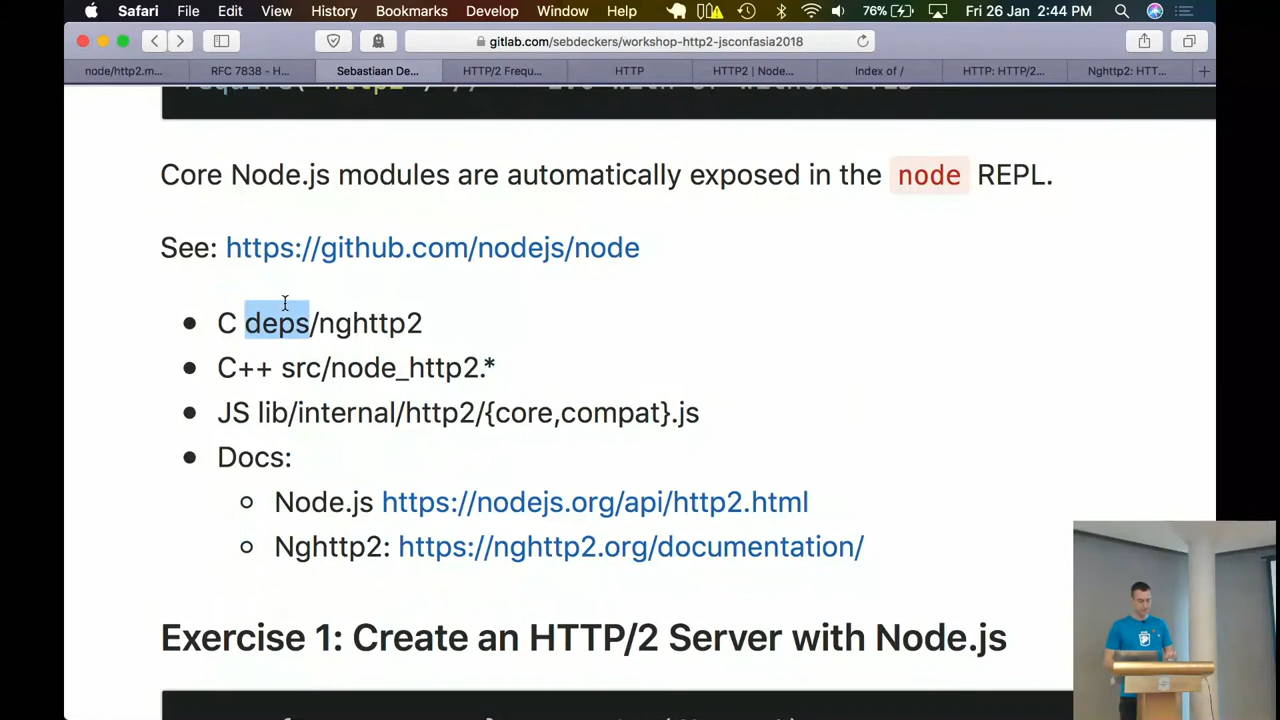 Safari File Edit View History Bookmarks Develop Window Help 76% Fri 26 Jan 2:44 PM
gitlab.com/sebdeckers/workshop-http2-jsconfasia2018
node/http2.m... RFC 7838 - H... Sebastiaan De... HTTP/2 Frequ... HTTP HTTP2 | Node... Index of / HTTP: HTTP/2... Nghttp2: HTT...
Core Node.js modules are automatically exposed in the node REPL.
See: https://github.com/nodejs/node
C deps/nghttp2
C++ src/node_http2.*
JS lib/internal/http2/{core,compat}.js
Docs:
Node.js https://nodejs.org/api/http2.html
Nghttp2: https://nghttp2.org/documentation/
Exercise 1: Create an HTTP/2 Server with Node.js